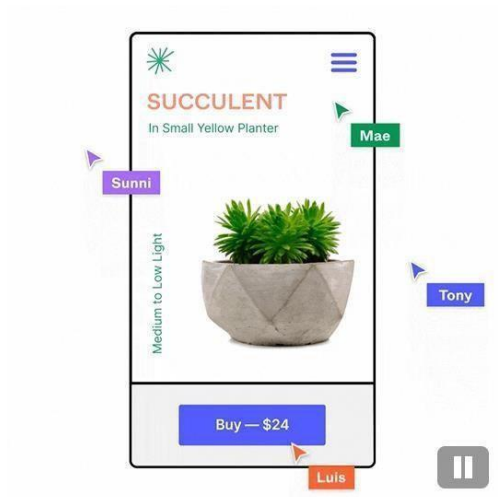 SUCCULENT
In Small Yellow Planter
Mae
Sunni
Medium to Low Light
Tony
Buy — $24
Luis